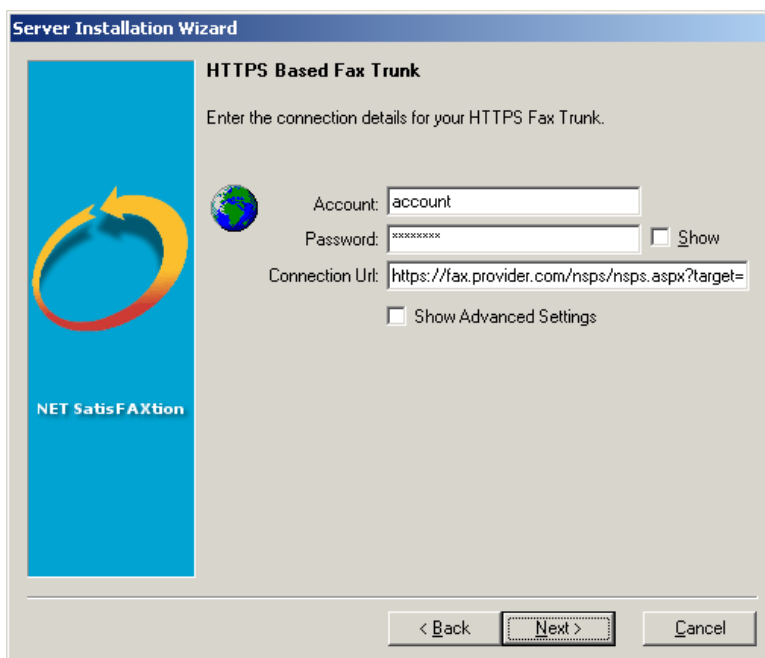 Server Installation Wizard
HTTPS Based Fax Trunk
Enter the connection details for your HTTPS Fax Trunk.
Account: account
Password: ******** Show
Connection Url: https://fax.provider.com/nsps/nsps.aspx?target=
Show Advanced Settings
NET SatisFAXtion
< Back Next > Cancel